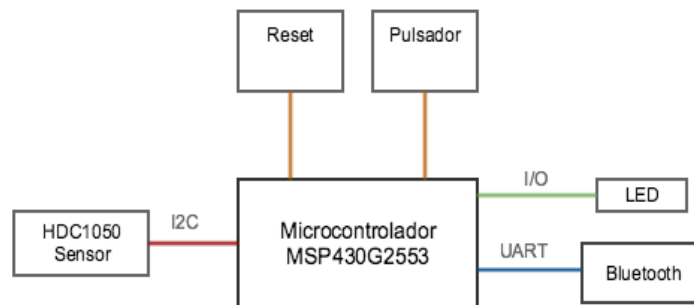 Reset
Pulsador
I/O
LED
I2C
HDC1050
Sensor
Microcontrolador
MSP430G2553
UART
Bluetooth